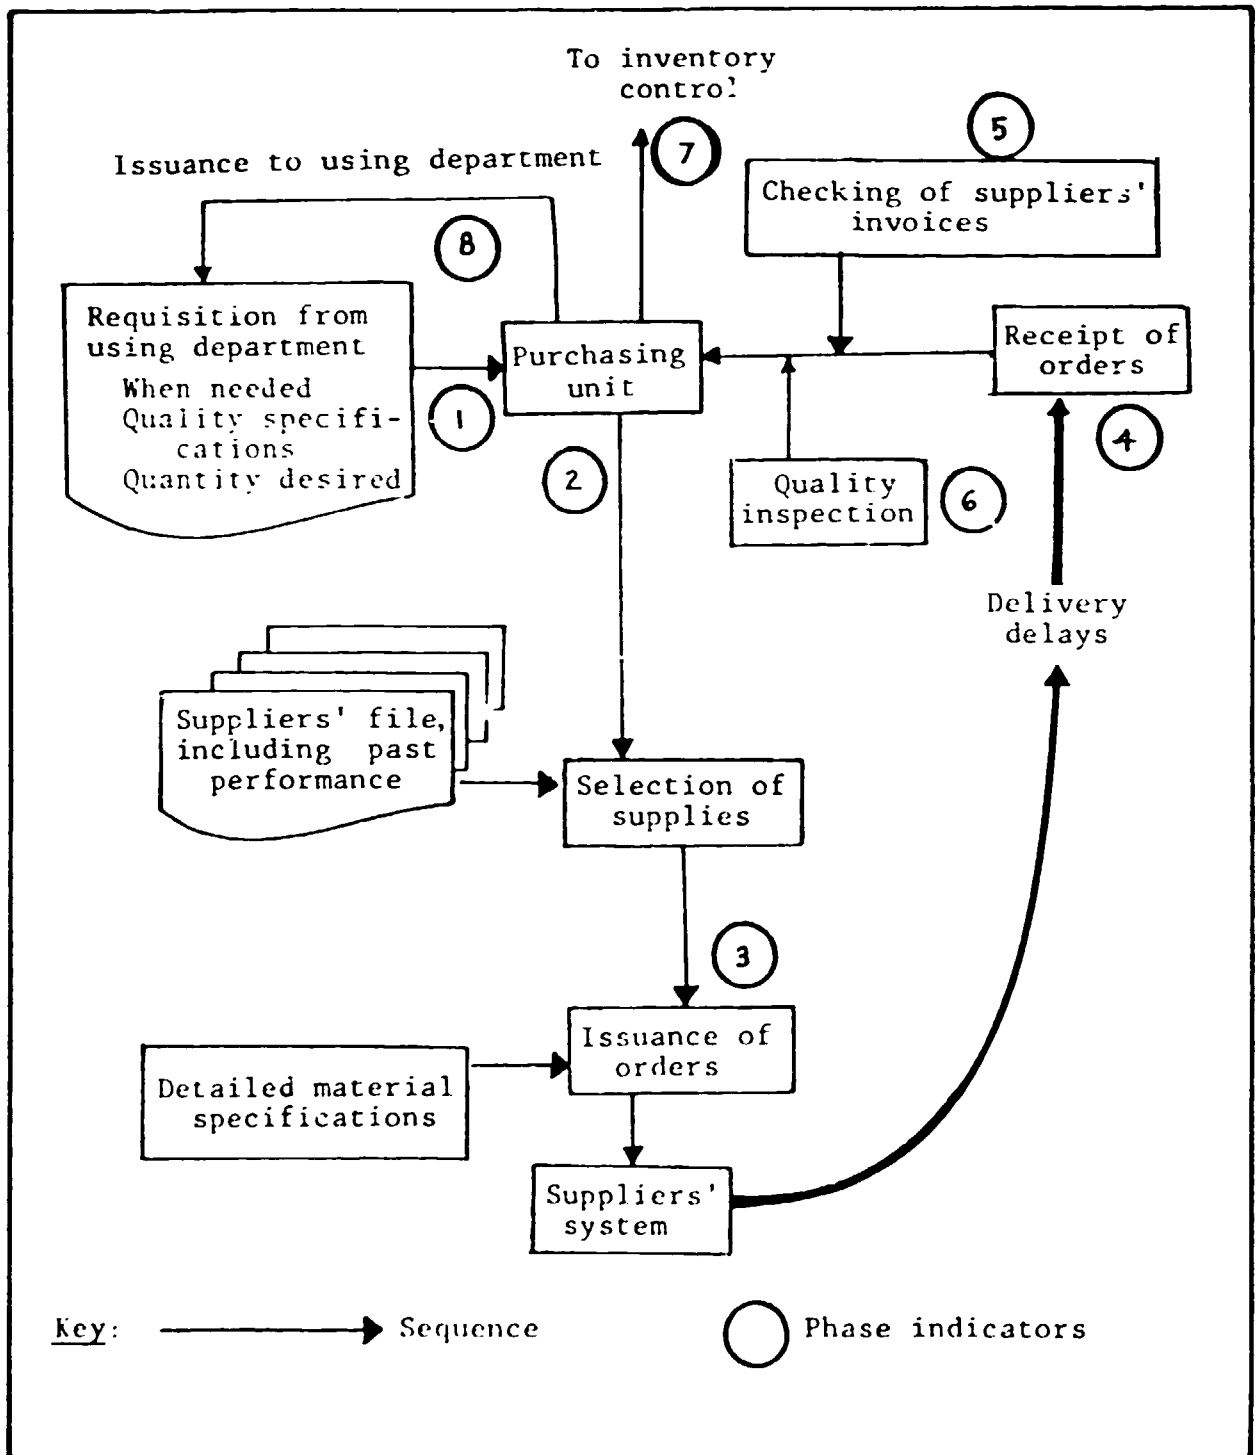 To inventory
control
7
5
Issuance to using department
Checking of suppliers'
invoices
8
Requisition from
using department
When needed
Quality specifi-
cations
Quantity desired
1
Purchasing
unit
Receipt of
orders
4
2
Quality
inspection
6
Delivery
delays
Suppliers' file,
including past
performance
Selection of
supplies
3
Issuance of
orders
Detailed material
specifications
Suppliers'
system
Key:
Sequence
Phase indicators